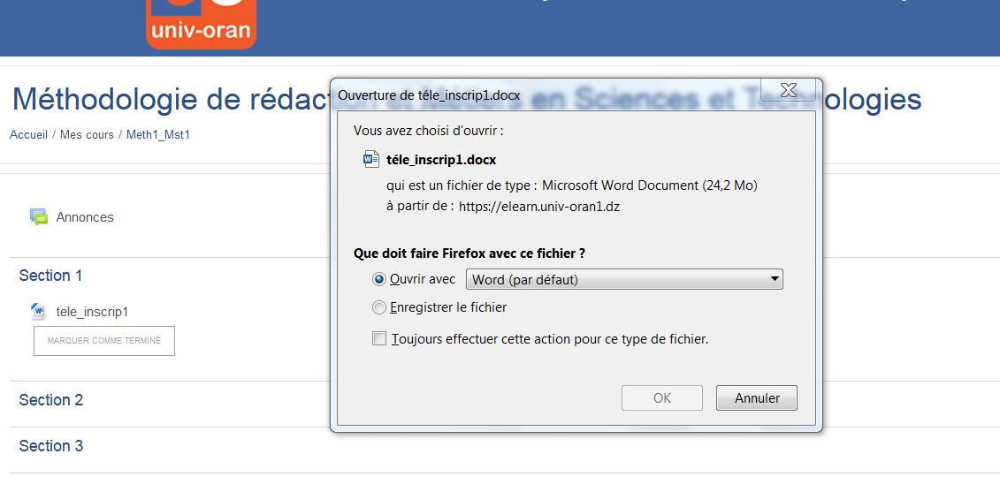 univ-oran
Méthodologie de rédaction et Métiers en Sciences et Technologies
Accueil / Mes cours / Meth1_Mst1
Annonces
Section 1
tele_inscrip1
MARQUER COMME TERMINÉ
Section 2
Section 3
Ouverture de téle_inscrip1.docx
Vous avez choisi d'ouvrir :
téle_inscrip1.docx
qui est un fichier de type : Microsoft Word Document (24,2 Mo)
à partir de : https://elearn.univ-oran1.dz
Que doit faire Firefox avec ce fichier ?
Ouvrir avec Word (par défaut)
Enregistrer le fichier
Toujours effectuer cette action pour ce type de fichier.
OK Annuler